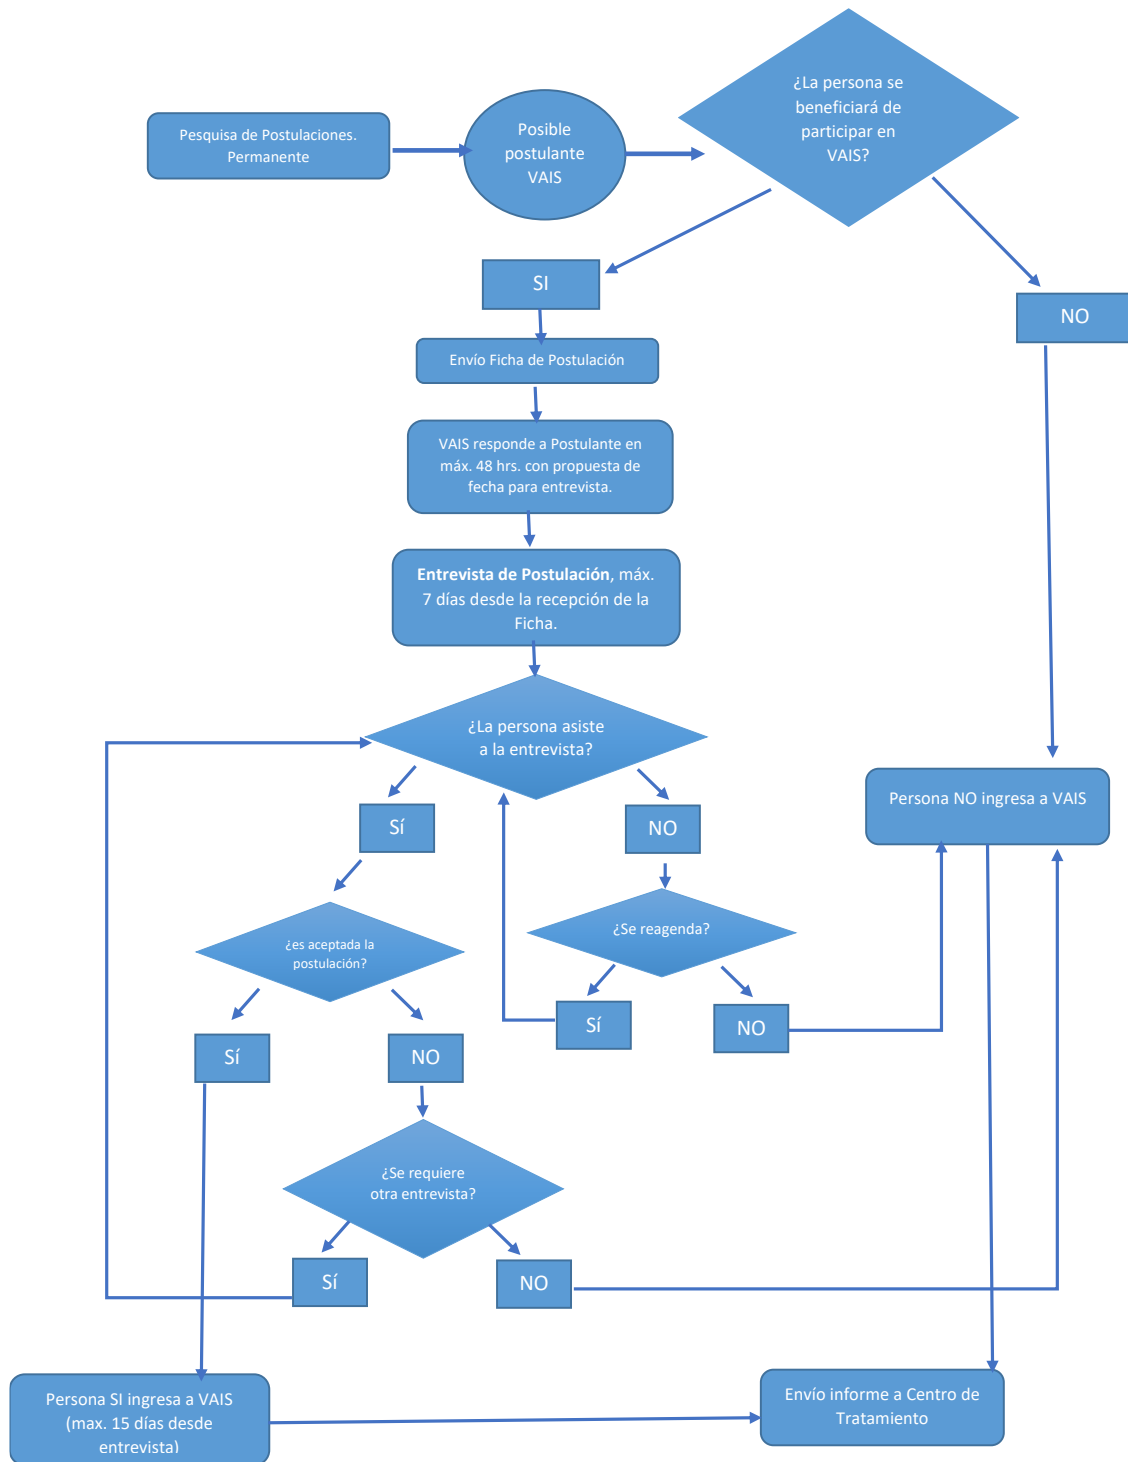 ¿La persona se
beneficiará de
participar en
VAIS?
Pesquisa de Postulaciones.
Permanente
Posible
postulante
VAIS
SI
NO
Envío Ficha de Postulación
VAIS responde a Postulante en
máx. 48 hrs. con propuesta de
fecha para entrevista.
Entrevista de Postulación, máx.
7 días desde la recepción de la
Ficha.
¿La persona asiste
a la entrevista?
Persona NO ingresa a VAIS
Sí
NO
¿es aceptada la
postulación?
¿Se reagenda?
Sí
NO
Sí
NO
¿Se requiere
otra entrevista?
Sí
NO
Persona SI ingresa a VAIS
(max. 15 días desde
entrevista)
Envío informe a Centro de
Tratamiento